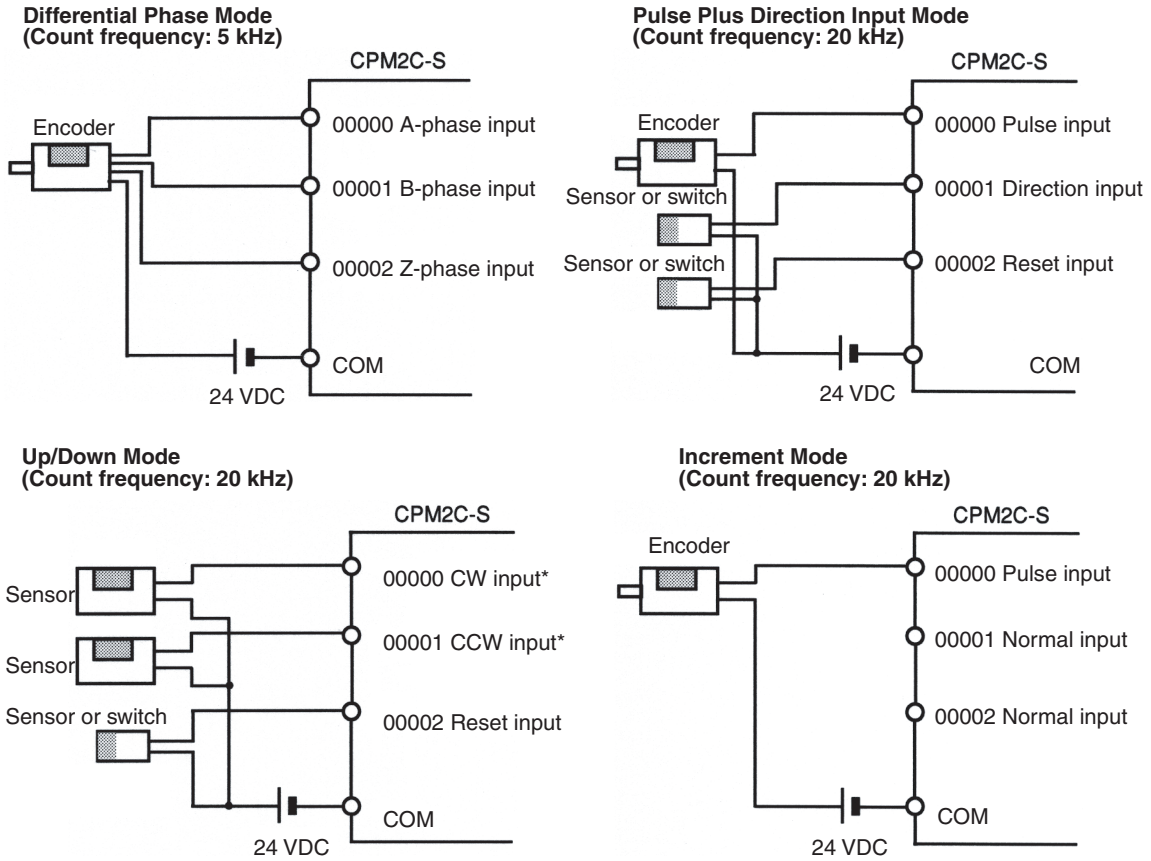 Differential Phase Mode
(Count frequency: 5 kHz)
CPM2C-S
Encoder
00000 A-phase input
00001 B-phase input
00002 Z-phase input
COM
24 VDC
Pulse Plus Direction Input Mode
(Count frequency: 20 kHz)
CPM2C-S
Encoder
00000 Pulse input
Sensor or switch
00001 Direction input
Sensor or switch
00002 Reset input
COM
24 VDC
Up/Down Mode
(Count frequency: 20 kHz)
CPM2C-S
Sensor
00000 CW input*
Sensor
00001 CCW input*
Sensor or switch
00002 Reset input
COM
24 VDC
Increment Mode
(Count frequency: 20 kHz)
CPM2C-S
Encoder
00000 Pulse input
00001 Normal input
00002 Normal input
COM
24 VDC